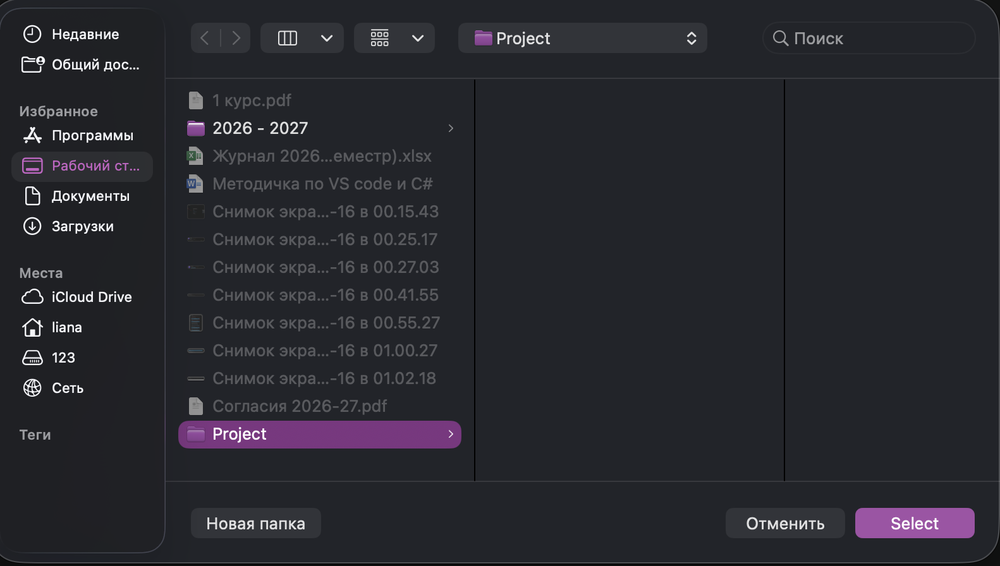 Недавние
Общий дос...
Избранное
Программы
Рабочий ст...
Документы
Загрузки
Места
iCloud Drive
liana
123
Сеть
Теги
Project
Поиск
1 курс.pdf
2026 - 2027
Журнал 2026...еместр).xlsx
Методичка по VS code и C#
Снимок экра...-16 в 00.15.43
Снимок экра...-16 в 00.25.17
Снимок экра...-16 в 00.27.03
Снимок экра...-16 в 00.41.55
Снимок экра...-16 в 00.55.27
Снимок экра...-16 в 01.00.27
Снимок экра...-16 в 01.02.18
Согласия 2026-27.pdf
Project
Новая папка
Отменить
Select